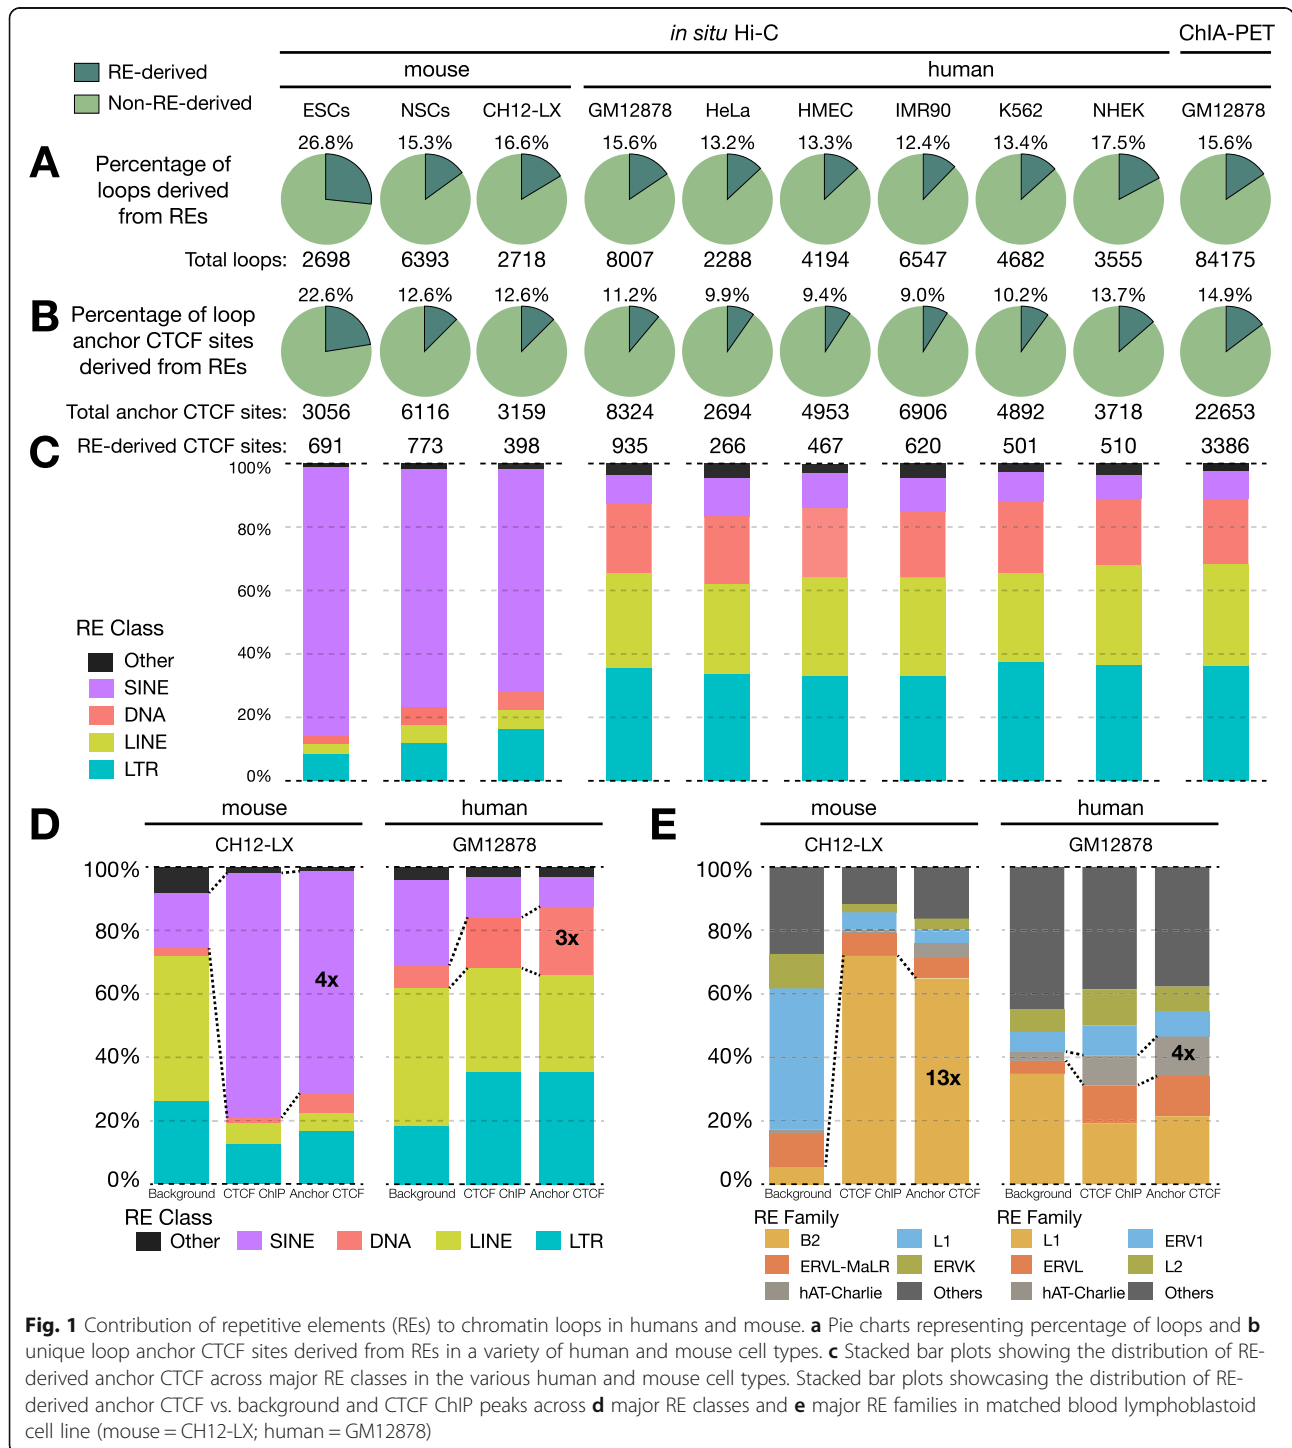 in situ Hi-C ChIA-PET
RE-derived
Non-RE-derived
mouse human
ESCs NSCs CH12-LX GM12878 HeLa HMEC IMR90 K562 NHEK GM12878
A
Percentage of
loops derived
from REs
26.8% 15.3% 16.6% 15.6% 13.2% 13.3% 12.4% 13.4% 17.5% 15.6%
Total loops: 2698 6393 2718 8007 2288 4194 6547 4682 3555 84175
B
Percentage of loop
anchor CTCF sites
derived from REs
22.6% 12.6% 12.6% 11.2% 9.9% 9.4% 9.0% 10.2% 13.7% 14.9%
Total anchor CTCF sites: 3056 6116 3159 8324 2694 4953 6906 4892 3718 22653
C
RE-derived CTCF sites: 691 773 398 935 266 467 620 501 510 3386
100%
80%
60%
40%
20%
0%
RE Class
Other
SINE
DNA
LINE
LTR
D
mouse human
CH12-LX GM12878
100%
80%
60%
40%
20%
0%
4x
3x
Background CTCF ChIP Anchor CTCF Background CTCF ChIP Anchor CTCF
RE Class
Other SINE DNA LINE LTR
E
mouse human
CH12-LX GM12878
100%
80%
60%
40%
20%
0%
13x
4x
Background CTCF ChIP Anchor CTCF Background CTCF ChIP Anchor CTCF
RE Family
B2 L1
ERVL-MaLR ERVK
hAT-Charlie Others
RE Family
L1 ERV1
ERVL L2
hAT-Charlie Others
Fig. 1 Contribution of repetitive elements (REs) to chromatin loops in humans and mouse. a Pie charts representing percentage of loops and b
unique loop anchor CTCF sites derived from REs in a variety of human and mouse cell types. c Stacked bar plots showing the distribution of RE-
derived anchor CTCF across major RE classes in the various human and mouse cell types. Stacked bar plots showcasing the distribution of RE-
derived anchor CTCF vs. background and CTCF ChIP peaks across d major RE classes and e major RE families in matched blood lymphoblastoid
cell line (mouse = CH12-LX; human = GM12878)